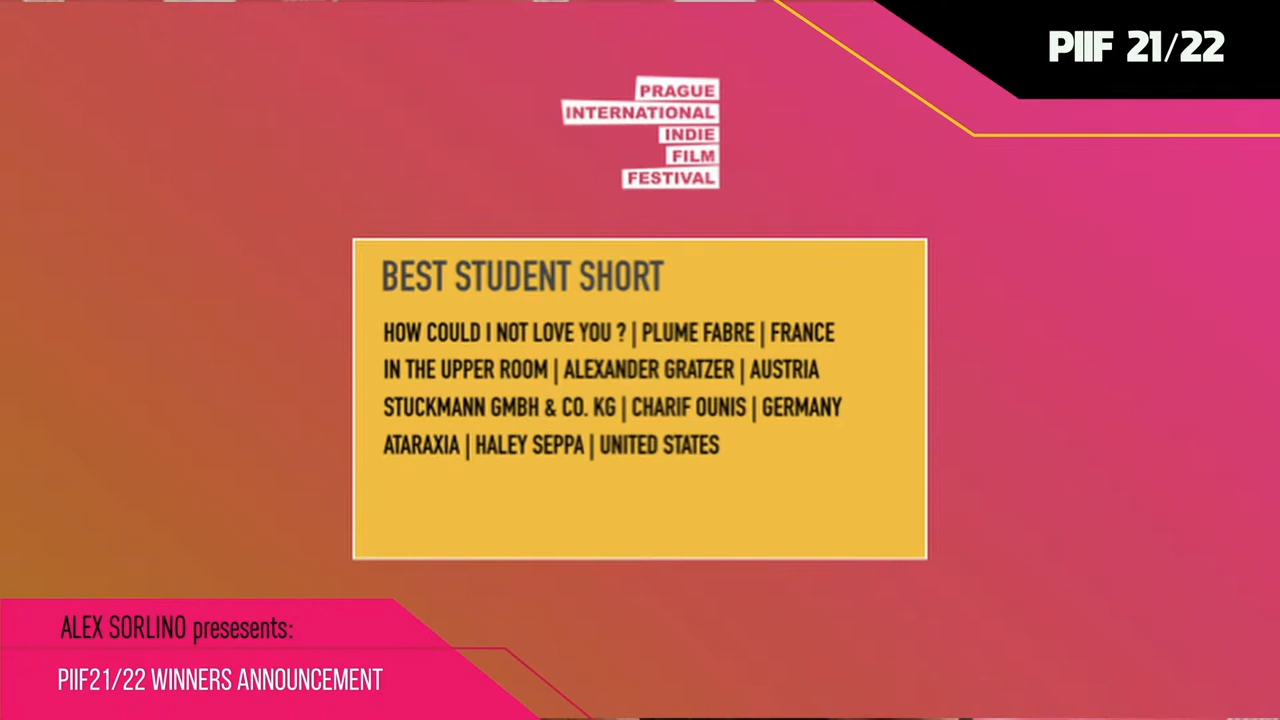 PIIF 21/22
PRAGUE
INTERNATIONAL
INDIE
FILM
FESTIVAL
BEST STUDENT SHORT
HOW COULD I NOT LOVE YOU ? | PLUME FABRE | FRANCE
IN THE UPPER ROOM | ALEXANDER GRATZER | AUSTRIA
STUCKMANN GMBH & CO. KG | CHARIF OUNIS | GERMANY
ATARAXIA | HALEY SEPPA | UNITED STATES
ALEX SORLINO presesents:
PIIF21/22 WINNERS ANNOUNCEMENT